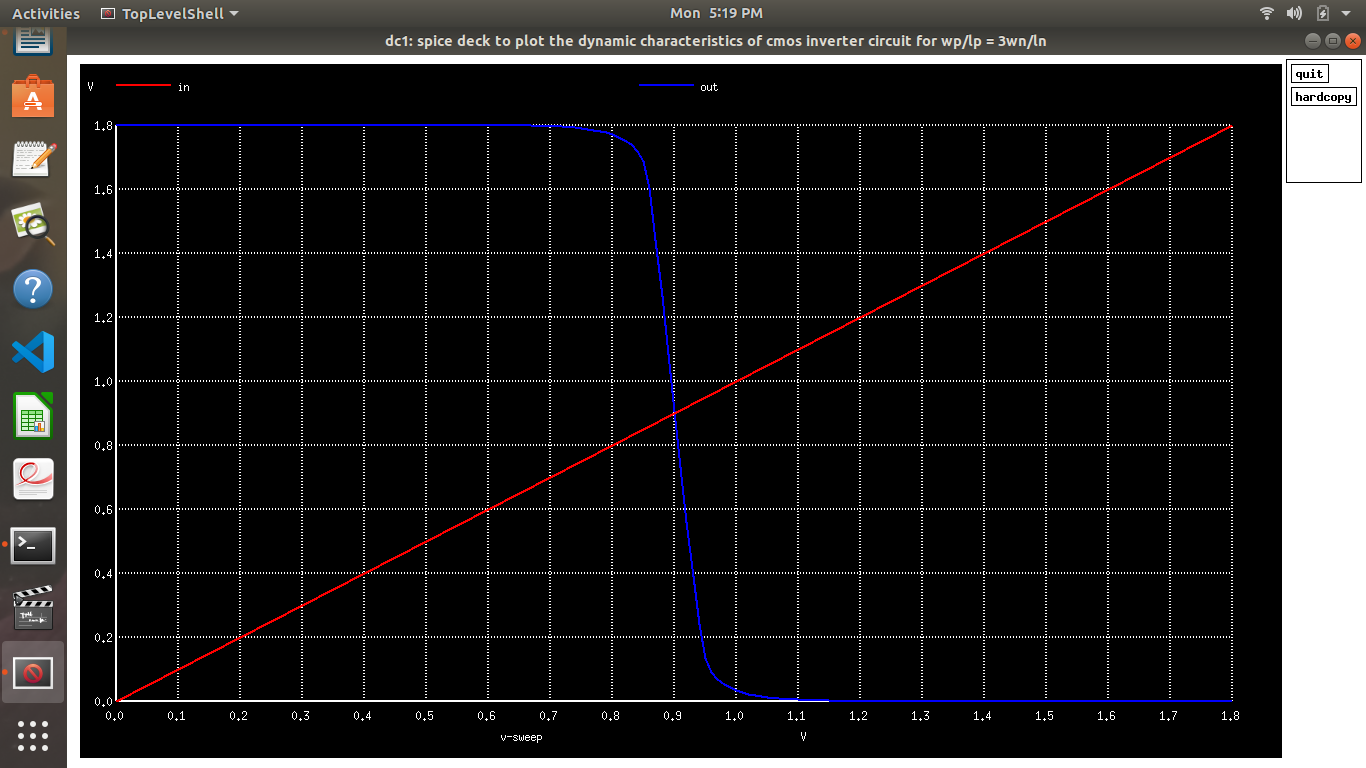 Activities TopLevelShell Mon 5:19 PM
dc1: spice deck to plot the dynamic characteristics of cmos inverter circuit for wp/lp = 3wn/ln
quit
hardcopy
V in out
1.8
1.6
1.4
1.2
1.0
0.8
0.6
0.4
0.2
0.0
0.0 0.1 0.2 0.3 0.4 0.5 0.6 0.7 0.8 0.9 1.0 1.1 1.2 1.3 1.4 1.5 1.6 1.7 1.8
v-sweep V